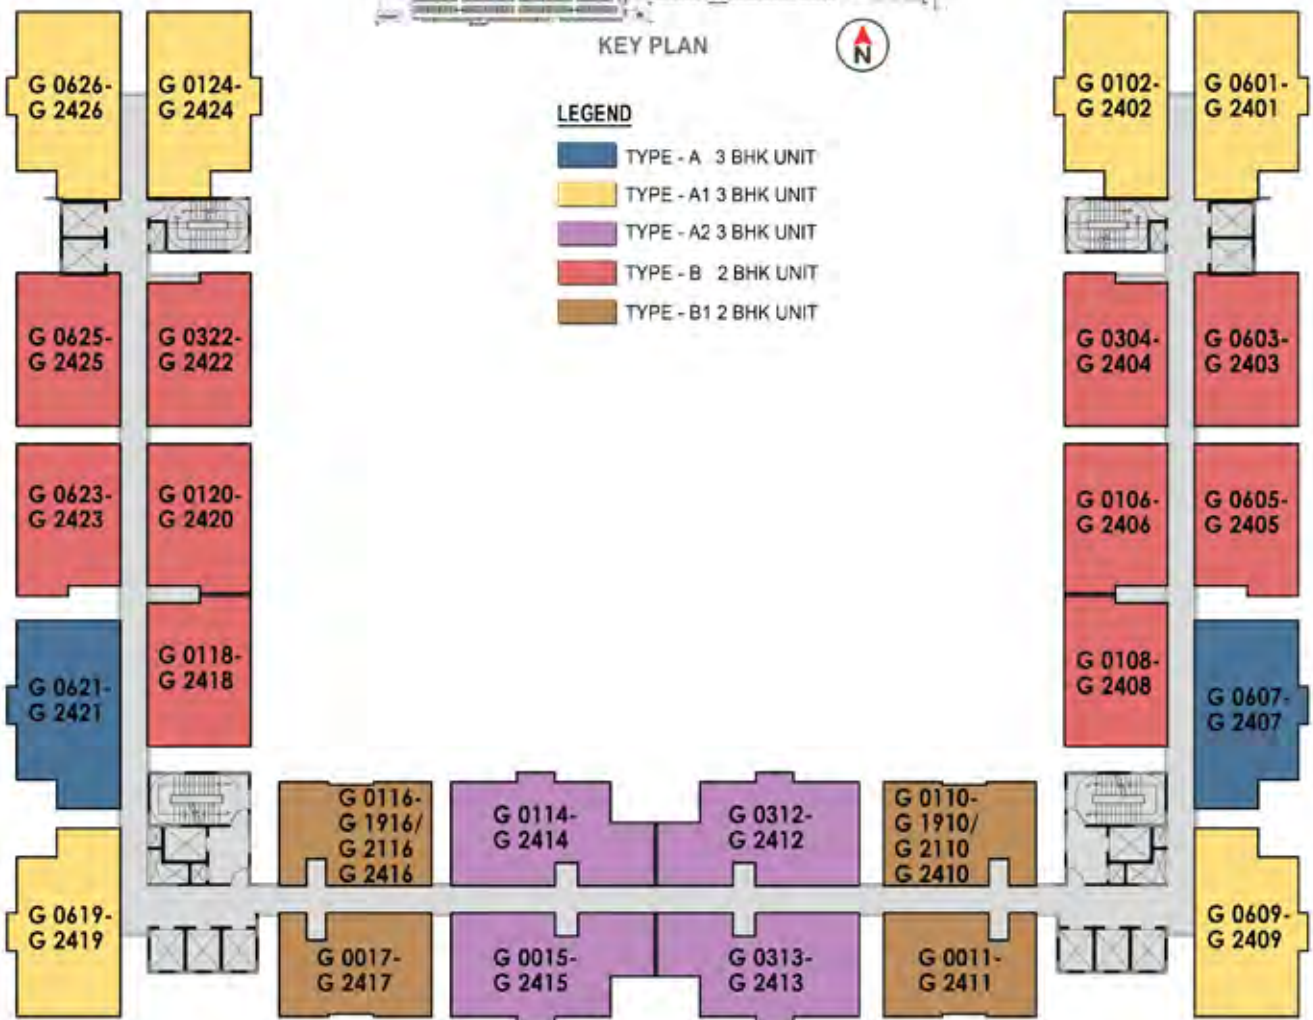 KEY PLAN
N
LEGEND
TYPE - A 3 BHK UNIT
TYPE - A1 3 BHK UNIT
TYPE - A2 3 BHK UNIT
TYPE - B 2 BHK UNIT
TYPE - B1 2 BHK UNIT
G 0626-
G 2426
G 0124-
G 2424
G 0102-
G 2402
G 0601-
G 2401
G 0625-
G 2425
G 0322-
G 2422
G 0304-
G 2404
G 0603-
G 2403
G 0623-
G 2423
G 0120-
G 2420
G 0106-
G 2406
G 0605-
G 2405
G 0621-
G 2421
G 0118-
G 2418
G 0108-
G 2408
G 0607-
G 2407
G 0116-
G 1916/
G 2116
G 2416
G 0114-
G 2414
G 0312-
G 2412
G 0110-
G 1910/
G 2110
G 2410
G 0619-
G 2419
G 0017-
G 2417
G 0015-
G 2415
G 0313-
G 2413
G 0011-
G 2411
G 0609-
G 2409